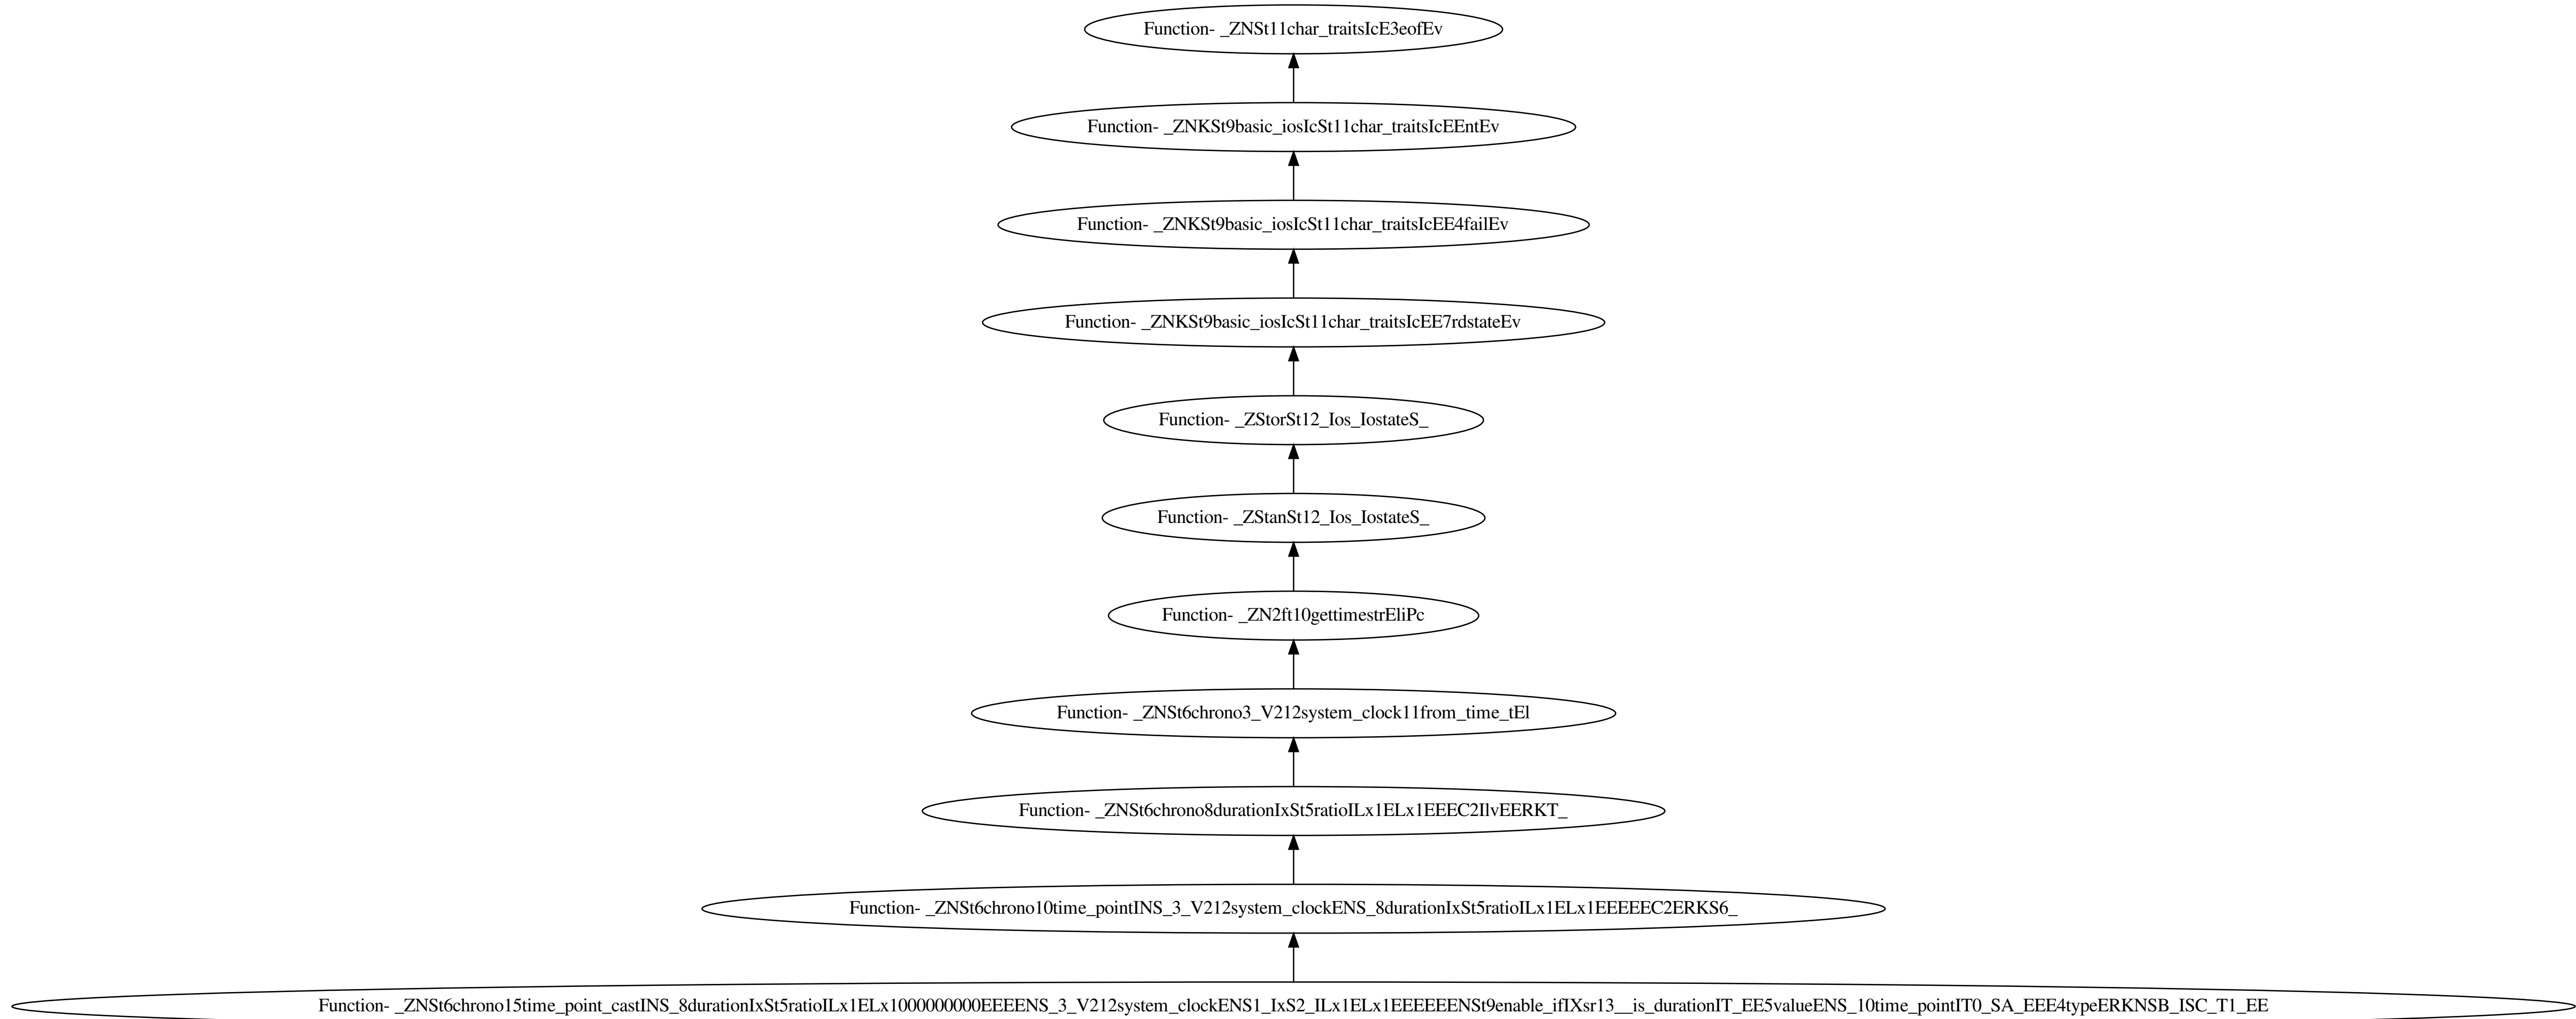 Function- _ZNSt11char_traitsIcE3eofEv
Function- _ZNKSt9basic_iosIcSt11char_traitsIcEEntEv
Function- _ZNKSt9basic_iosIcSt11char_traitsIcEE4failEv
Function- _ZNKSt9basic_iosIcSt11char_traitsIcEE7rdstateEv
Function- _ZStorSt12_Ios_IostateS_
Function- _ZStanSt12_Ios_IostateS_
Function- _ZN2ft10gettimestrEliPc
Function- _ZNSt6chrono3_V212system_clock11from_time_tEl
Function- _ZNSt6chrono8durationIxSt5ratioILx1ELx1EEEC2IlvEERKT_
Function- _ZNSt6chrono10time_pointINS_3_V212system_clockENS_8durationIxSt5ratioILx1ELx1EEEEEC2ERKS6_
Function- _ZNSt6chrono15time_point_castINS_8durationIxSt5ratioILx1ELx1000000000EEEENS_3_V212system_clockENS1_IxS2_ILx1ELx1EEEEEENSt9enable_ifIXsr13__is_durationIT_EE5valueENS_10time_pointIT0_SA_EEE4typeERKNSB_ISC_T1_EE